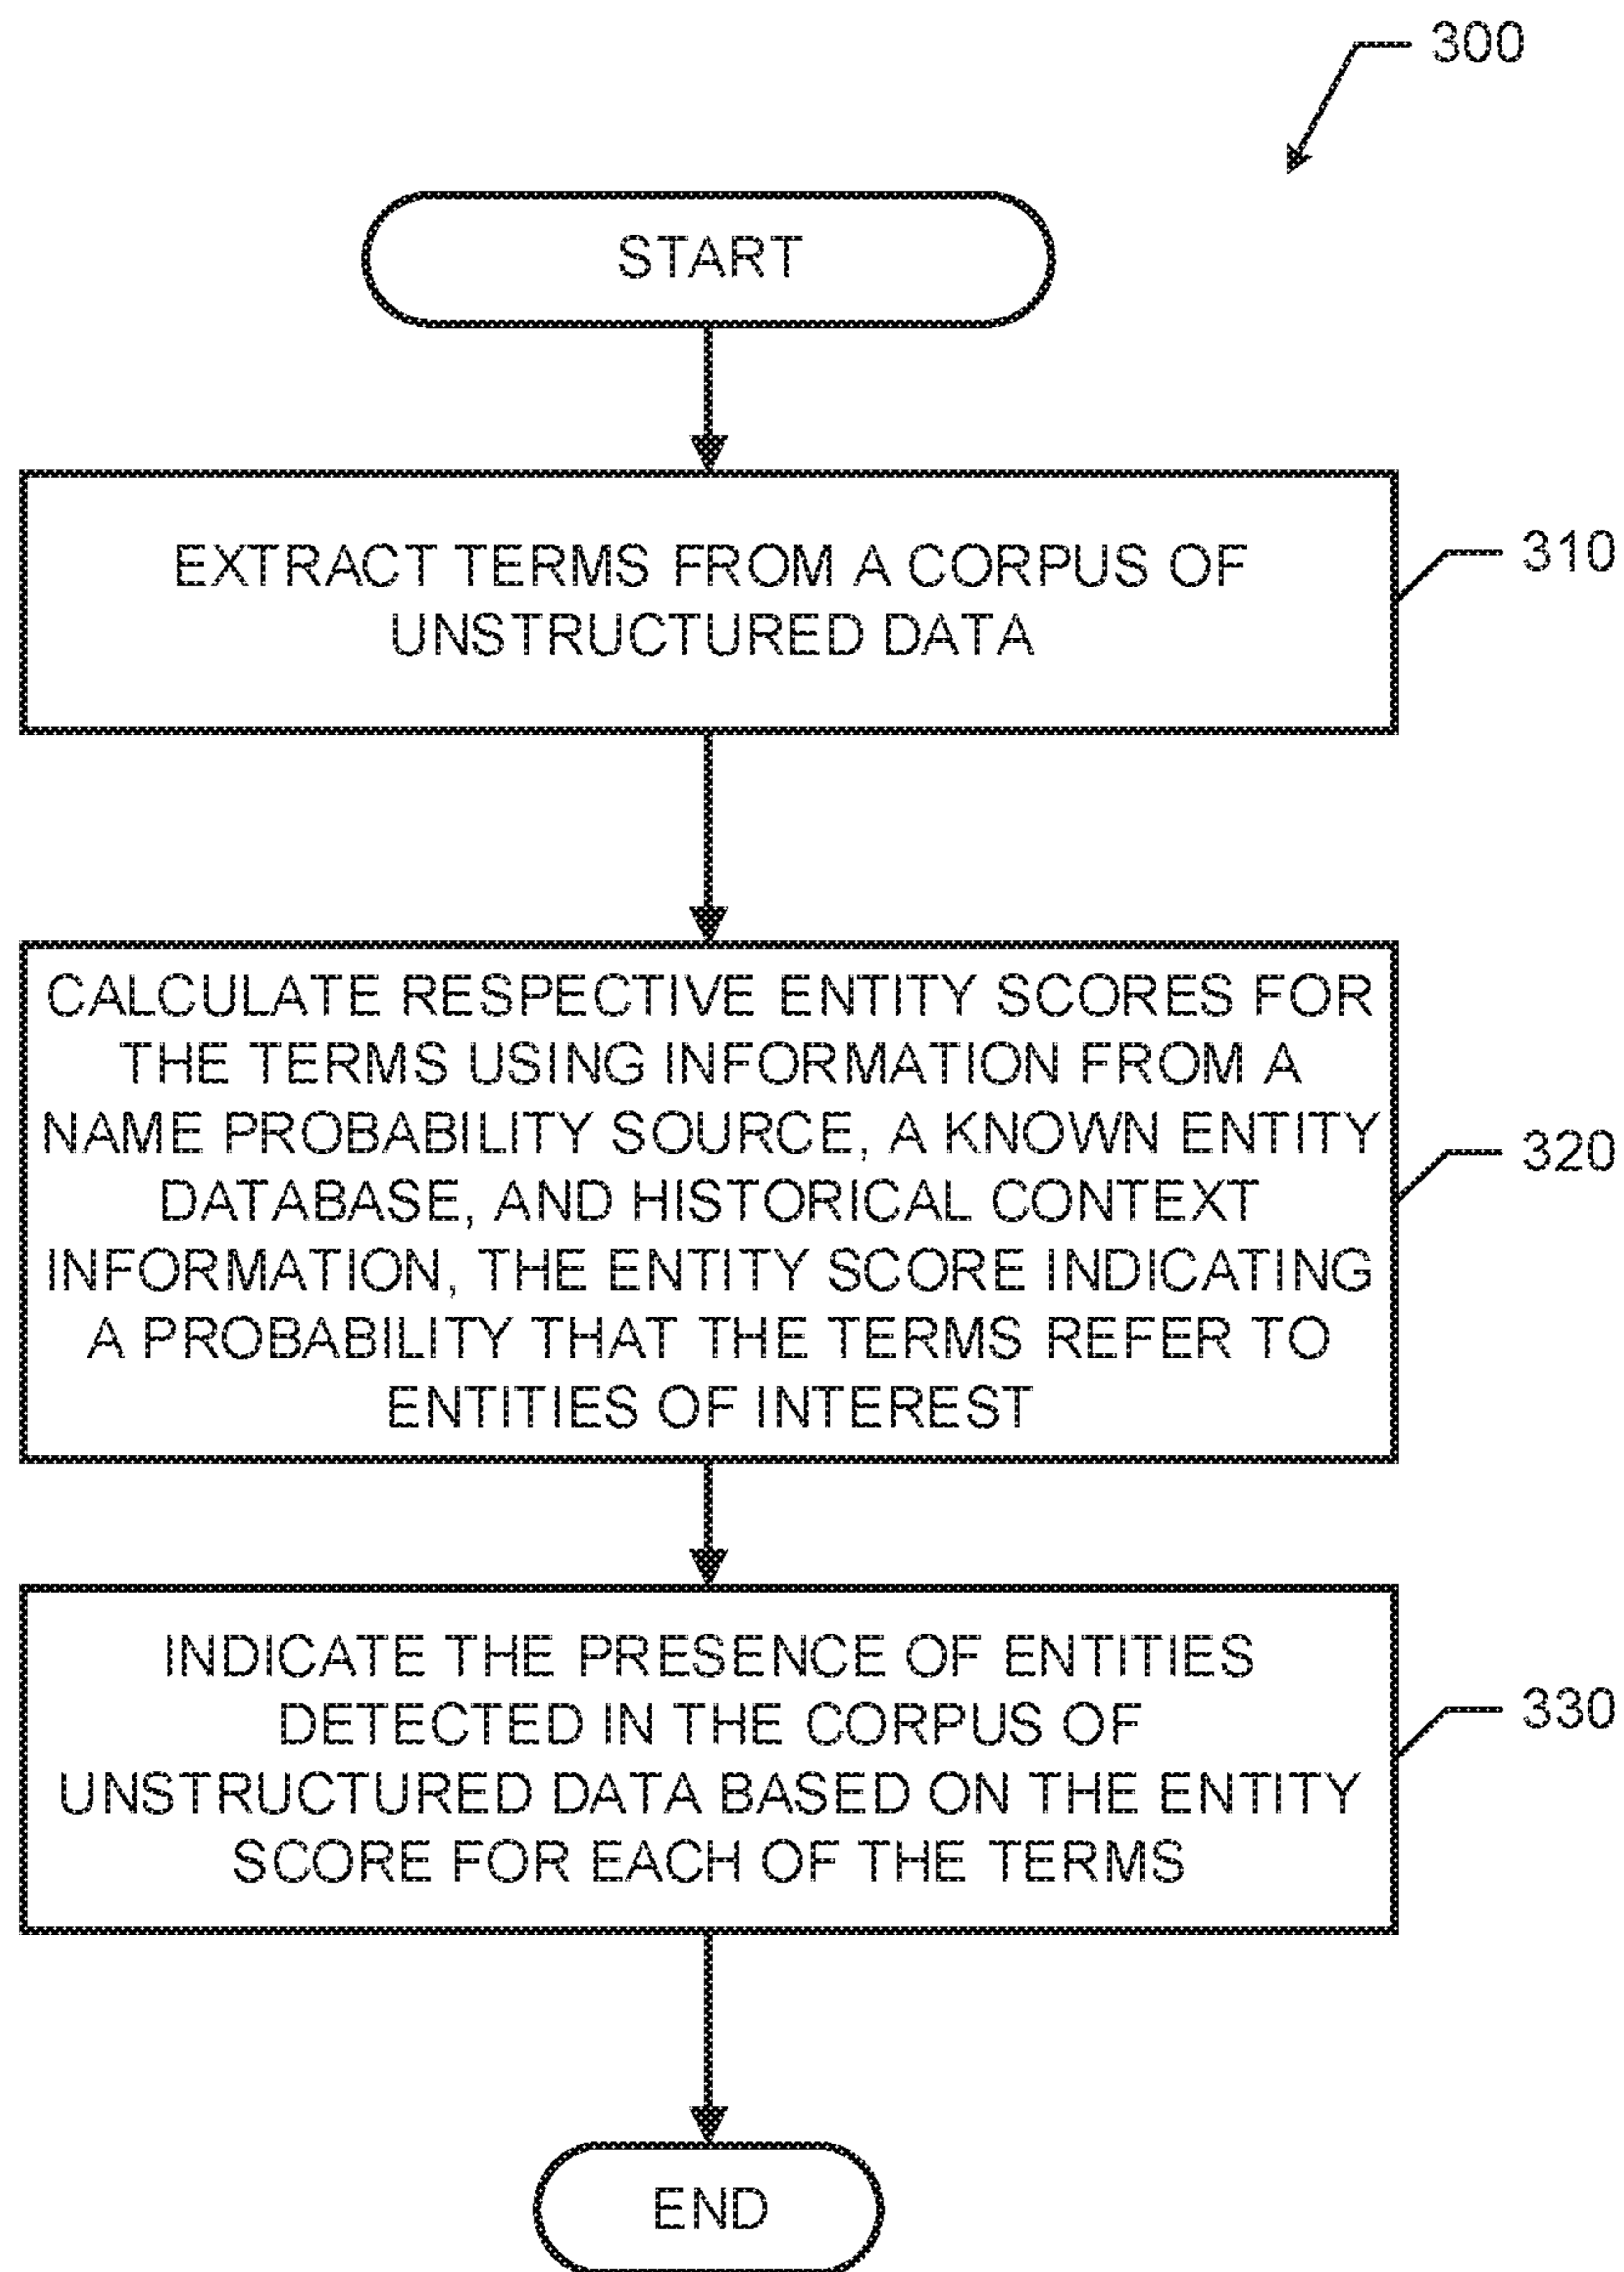 300
START
EXTRACT TERMS FROM A CORPUS OF
UNSTRUCTURED DATA
310
CALCULATE RESPECTIVE ENTITY SCORES FOR
THE TERMS USING INFORMATION FROM A
NAME PROBABILITY SOURCE, A KNOWN ENTITY
DATABASE, AND HISTORICAL CONTEXT
INFORMATION, THE ENTITY SCORE INDICATING
A PROBABILITY THAT THE TERMS REFER TO
ENTITIES OF INTEREST
320
INDICATE THE PRESENCE OF ENTITIES
DETECTED IN THE CORPUS OF
UNSTRUCTURED DATA BASED ON THE ENTITY
SCORE FOR EACH OF THE TERMS
330
END